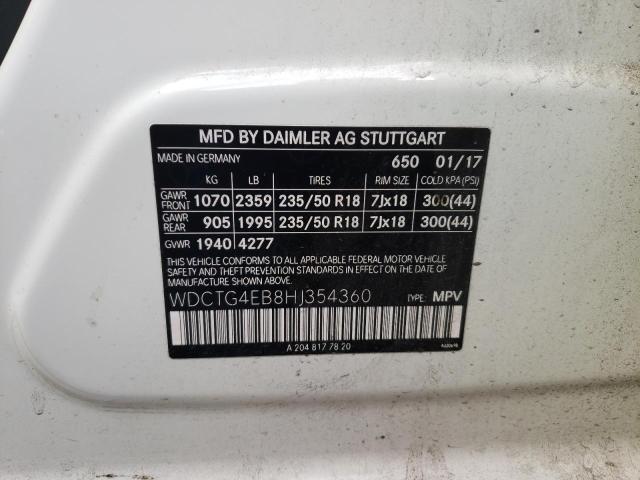 MFD BY DAIMLER AG STUTTGART
MADE IN GERMANY 650 01/17
KG LB TIRES RIM SIZE COLD KPA (PSI)
GAWR FRONT 1070 2359 235/50 R18 7Jx18 300(44)
GAWR REAR 905 1995 235/50 R18 7Jx18 300(44)
GVWR 1940 4277
THIS VEHICLE CONFORMS TO ALL APPLICABLE FEDERAL MOTOR VEHICLE
SAFETY, BUMPER, AND THEFT PREVENTION STANDARDS IN EFFECT ON THE DATE OF
MANUFACTURE SHOWN ABOVE.
WDCTG4EB8HJ354360 TYPE: MPV
A 204 817 78 20